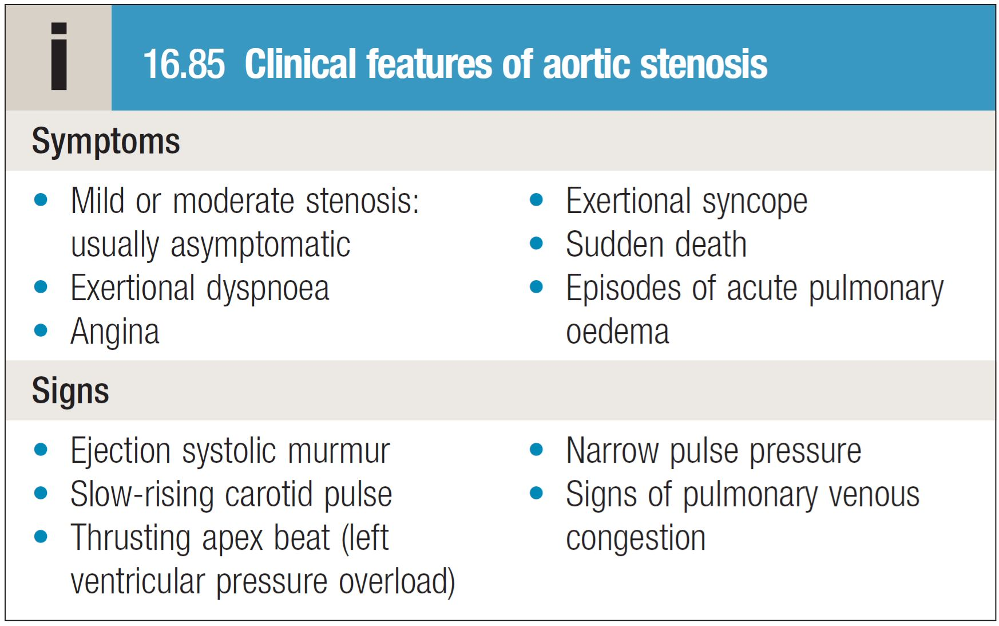 i
16.85 Clinical features of aortic stenosis
Symptoms
• Mild or moderate stenosis:
usually asymptomatic
• Exertional dyspnoea
• Angina
• Exertional syncope
• Sudden death
• Episodes of acute pulmonary
oedema
Signs
• Ejection systolic murmur
• Slow-rising carotid pulse
• Thrusting apex beat (left
ventricular pressure overload)
• Narrow pulse pressure
• Signs of pulmonary venous
congestion